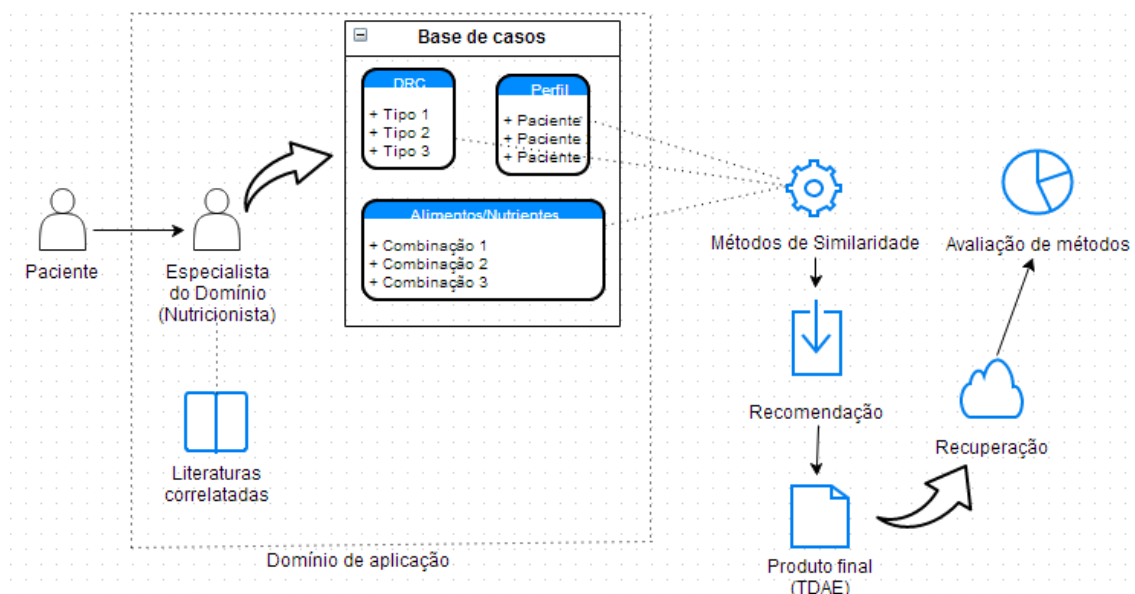 Base de casos
DRC
+ Tipo 1
+ Tipo 2
+ Tipo 3
Perfil
+ Paciente
+ Paciente
+ Paciente
Alimentos/Nutrientes
+ Combinação 1
+ Combinação 2
+ Combinação 3
Paciente
Especialista
do Domínio
(Nutricionista)
Literaturas
correlatadas
Domínio de aplicação
Métodos de Similaridade
Avaliação de métodos
Recomendação
Recuperação
Produto final
(TDAE)